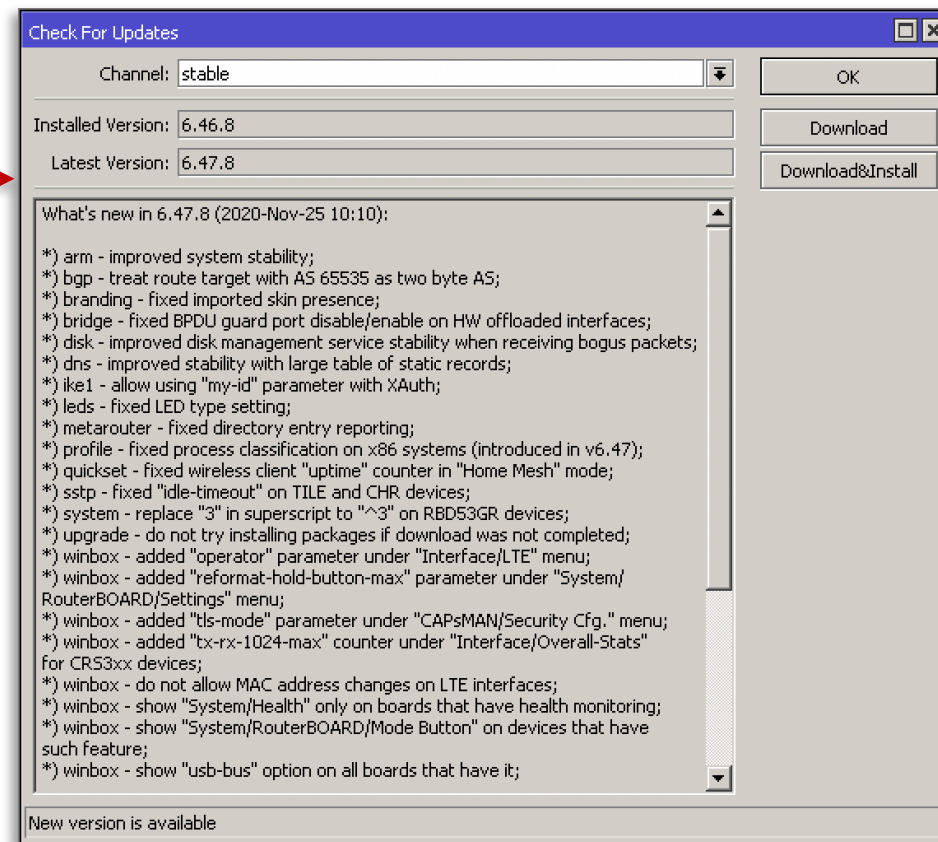 Check For Updates
Channel: stable
OK
Installed Version: 6.46.8
Download
Latest Version: 6.47.8
Download&Install
What's new in 6.47.8 (2020-Nov-25 10:10):
*) arm - improved system stability;
*) bgp - treat route target with AS 65535 as two byte AS;
*) branding - fixed imported skin presence;
*) bridge - fixed BPDU guard port disable/enable on HW offloaded interfaces;
*) disk - improved disk management service stability when receiving bogus packets;
*) dns - improved stability with large table of static records;
*) ike1 - allow using "my-id" parameter with XAuth;
*) leds - fixed LED type setting;
*) metarouter - fixed directory entry reporting;
*) profile - fixed process classification on x86 systems (introduced in v6.47);
*) quickset - fixed wireless client "uptime" counter in "Home Mesh" mode;
*) sstp - fixed "idle-timeout" on TILE and CHR devices;
*) system - replace "3" in superscript to "^3" on RBD53GR devices;
*) upgrade - do not try installing packages if download was not completed;
*) winbox - added "operator" parameter under "Interface/LTE" menu;
*) winbox - added "reformat-hold-button-max" parameter under "System/
RouterBOARD/Settings" menu;
*) winbox - added "tls-mode" parameter under "CAPsMAN/Security Cfg." menu;
*) winbox - added "tx-rx-1024-max" counter under "Interface/Overall-Stats"
for CRS3xx devices;
*) winbox - do not allow MAC address changes on LTE interfaces;
*) winbox - show "System/Health" only on boards that have health monitoring;
*) winbox - show "System/RouterBOARD/Mode Button" on devices that have
such feature;
*) winbox - show "usb-bus" option on all boards that have it;
New version is available